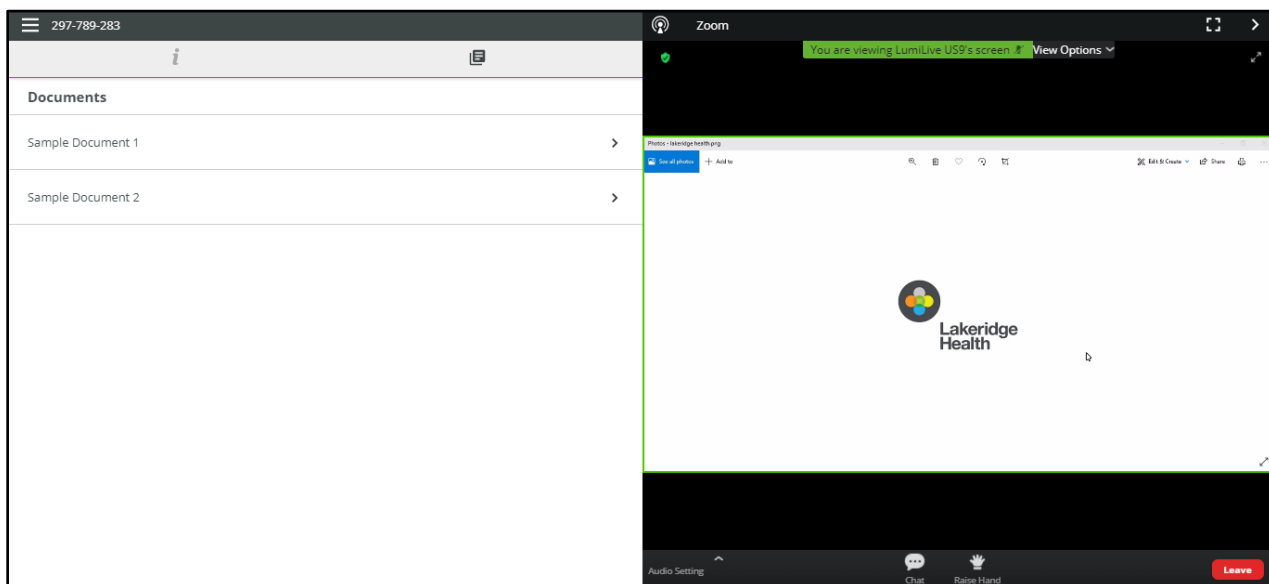 297-789-283
i
Documents
Sample Document 1
Sample Document 2
Zoom
You are viewing LumiLive US9's screen
View Options
Photos - lakeridge health.png
See all photos
Add to
Edit & Create
Share
Lakeridge
Health
Audio Setting
Chat
Raise Hand
Leave